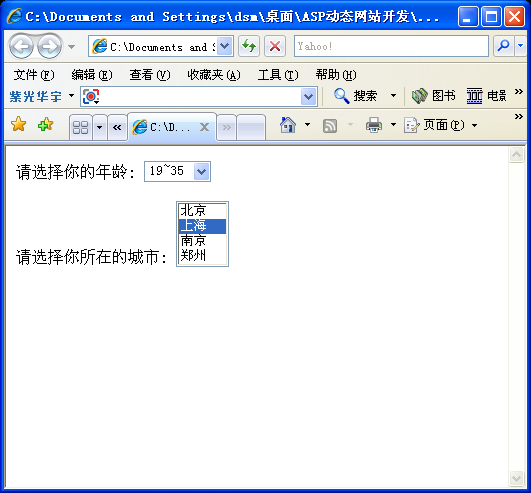 C:\Documents and Settings\dsm\桌面\ASP动态网站开发\...
C:\Documents and S
Yahoo!
文件(F) 编辑(E) 查看(V) 收藏夹(A) 工具(T) 帮助(H)
紫光华宇 搜索 图书 电影
C:\D... 页面(P)
请选择你的年龄: 19~35
北京
上海
南京
请选择你所在的城市: 郑州